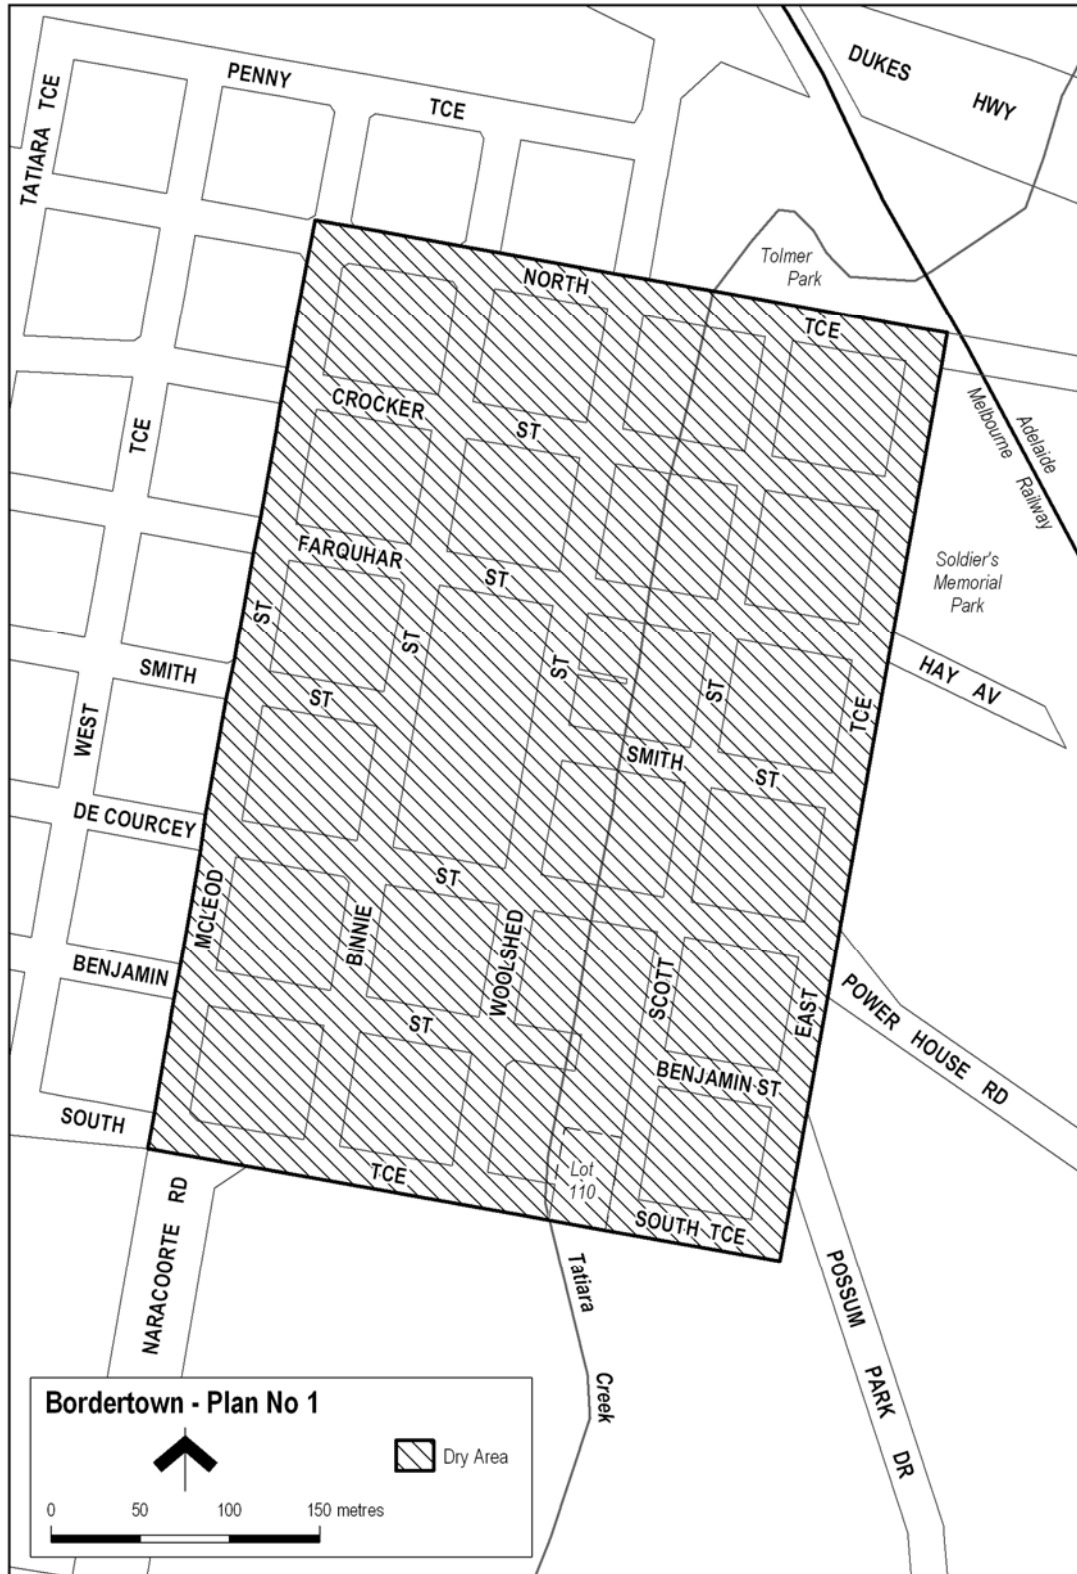 DUKES
HWY
PENNY
TCE
TATIARA TCE
Tolmer
Park
NORTH
TCE
CROCKER
ST
TCE
Adelaide
Melbourne
Railway
FARQUHAR
ST
Soldier's
Memorial
Park
ST
ST
ST
ST
HAY AV
SMITH
ST
TCE
WEST
SMITH
ST
DE COURCEY
ST
MCLEOD
BINNIE
WOOLSHED
SCOTT
EAST
BENJAMIN
ST
POWER HOUSE RD
BENJAMIN ST
SOUTH
TCE
Lot
110
SOUTH TCE
NARACOORTE RD
Tatiara
Creek
POSSUM PARK DR
Bordertown - Plan No 1
Dry Area
0 50 100 150 metres